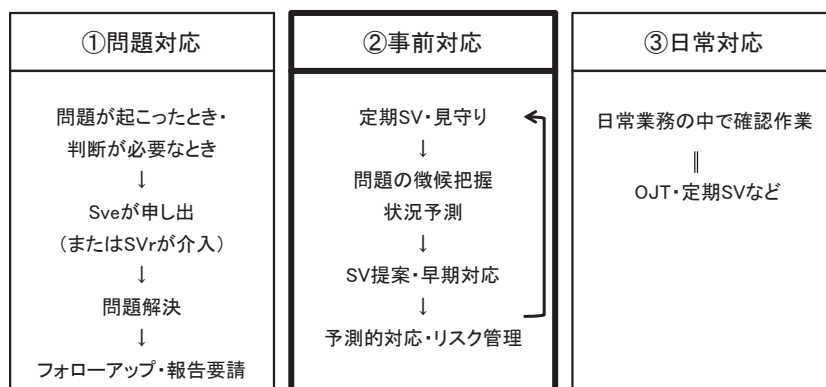 ①問題対応
問題が起こったとき・
判断が必要なとき
↓
Sveが申し出
（またはSVrが介入）
↓
問題解決
↓
フォローアップ・報告要請
②事前対応
定期SV・見守り
↓
問題の徴候把握
状況予測
↓
SV提案・早期対応
↓
予測的対応・リスク管理
③日常対応
日常業務の中で確認作業
∥
OJT・定期SVなど